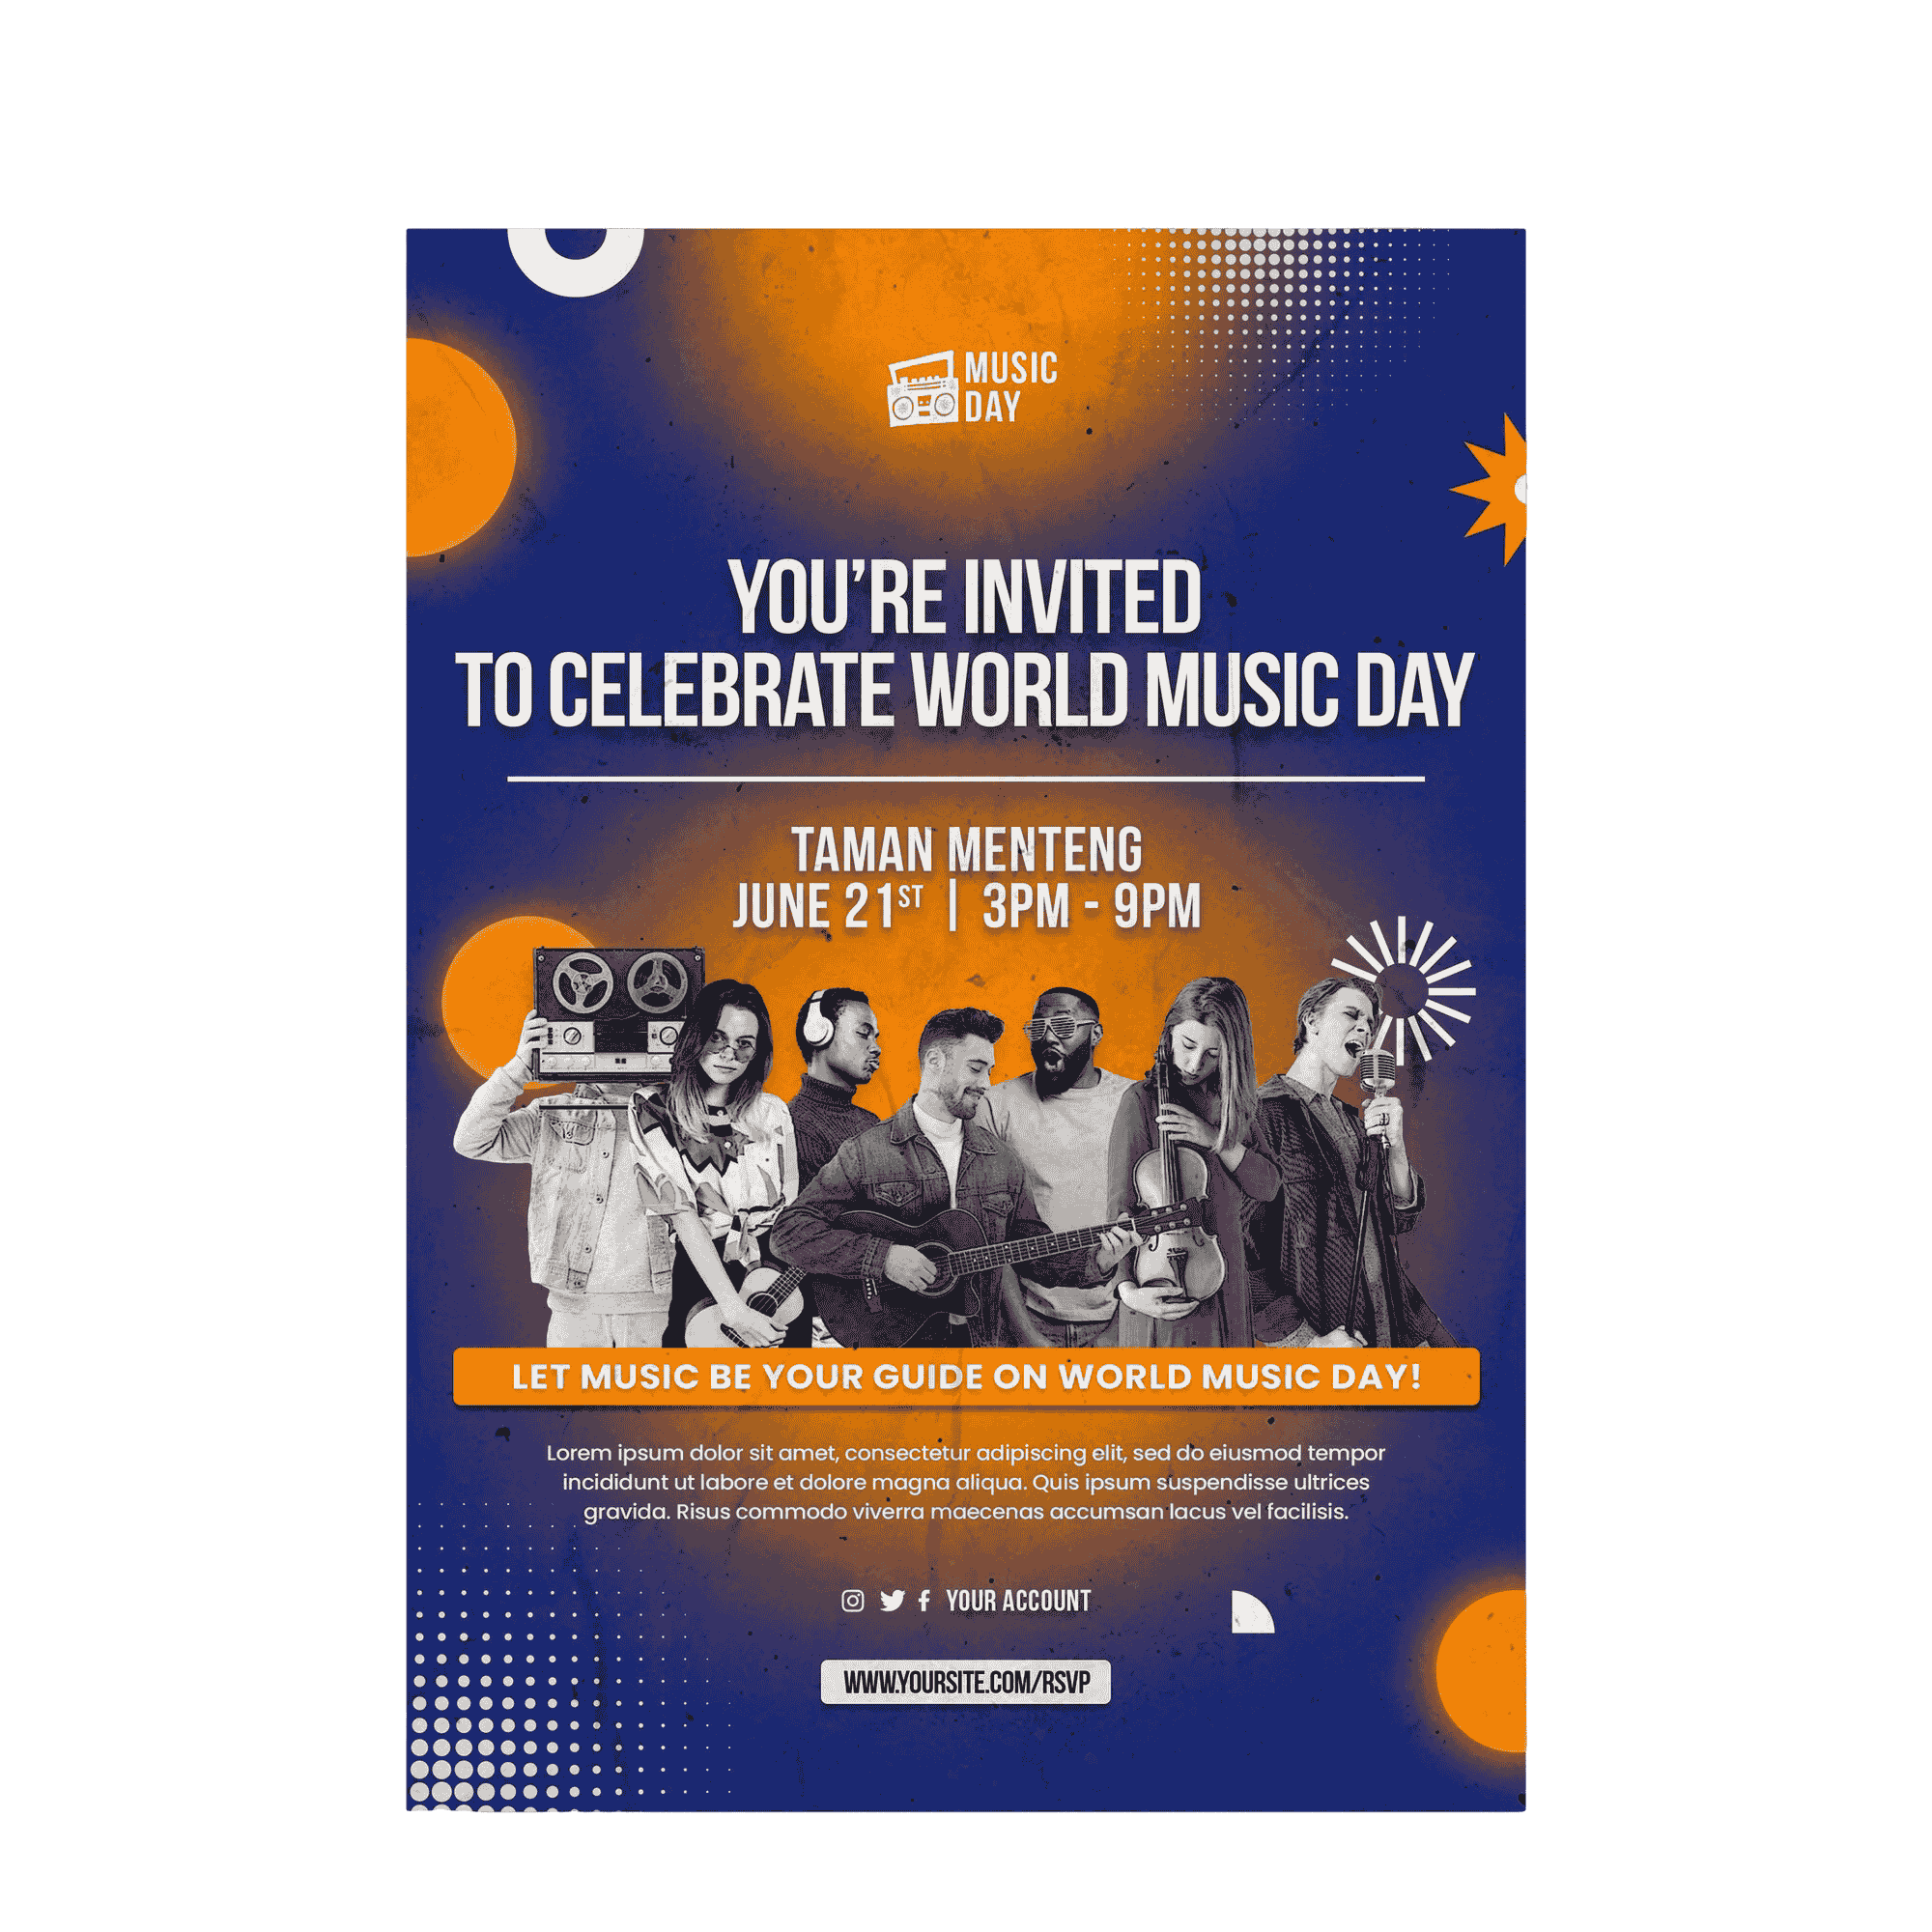 MUSIC
DAY
YOU’RE INVITED
TO CELEBRATE WORLD MUSIC DAY
TAMAN MENTENG
JUNE 21ST | 3PM - 9PM
LET MUSIC BE YOUR GUIDE ON WORLD MUSIC DAY!
Lorem ipsum dolor sit amet, consectetur adipiscing elit, sed do eiusmod tempor
incididunt ut labore et dolore magna aliqua. Quis ipsum suspendisse ultrices
gravida. Risus commodo viverra maecenas accumsan lacus vel facilisis.
YOUR ACCOUNT
WWW.YOURSITE.COM/RSVP